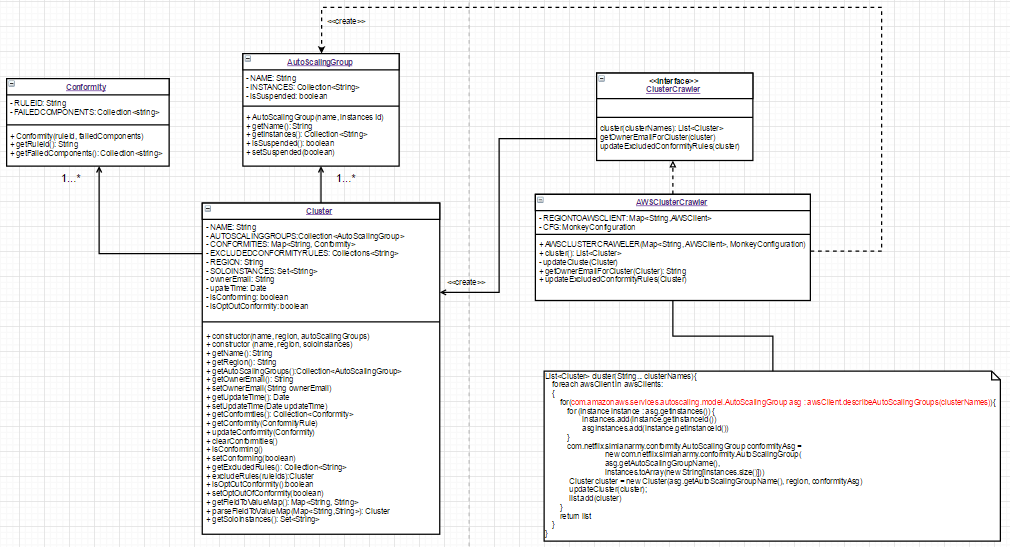 <<create>>
AutoScalingGroup
- NAME: String
- INSTANCES: Collection<String>
- isSuspended: boolean
+ AutoScalingGroup(name, instances id)
+ getName(): String
+ getInstances(): Collection<String>
+ isSuspended(): boolean
+ setSuspended(boolean)
Conformity
- RULEID: String
- FAILEDCOMPONENTS: Collection<string>
+ Conformity(ruleId, failedComponents)
+ getRuleId(): String
+ getFailedComponents(): Collection<string>
1...*
1...*
<<interface>>
ClusterCrawler
cluster(clusterNames): List<Cluster>
getOwnerEmailForCluster(cluster)
updateExcludedConformityRules(cluster)
Cluster
- NAME: String
- AUTOSCALINGGROUPS:Collection<AutoScalingGroup>
- CONFORMITIES: Map<String, Conformity>
- EXCLUDEDCONFORMITYRULES: Collections<String>
- REGION: String
- SOLOINSTANCES: Set<String>
- ownerEmail: String
- upateTime: Date
- isConforming: boolean
- isOptOutConformity: boolean
+ constructor(name, region, autoScalingGroups)
+ constructor (name, region, soloinstances)
+ getName(): String
+ getRegion(): String
+ getAutoScalingGroups():Collection<AutoScalingGroup>
+ getOwnerEmail(): String
+ setOwnerEmail(String ownerEmail)
+ getUpdateTime(): Date
+ setUpdateTime(Date updateTime)
+ getConformties(): Collection<Conformity>
+ getConformity(ConformityRule)
+ updateConformity(Conformity)
+ clearConformities()
+ isConforming()
+ setConforming(boolean)
+ getExcludedRules(): Collection<String>
+ excludeRules(ruleIds):Cluster
+ isOptOutConformity():boolean
+ setOptOutOfConformity(boolean)
+ getFieldToValueMap(): Map<String, String>
+ parseFieldToValueMap(Map<String,String>): Cluster
+ getSoloInstances(): Set<String>
<<create>>
AWSClusterCrawler
- REGIONTOAWSCLIENT: Map<String,AWSClient>
- CFG: MonkeyConfiguration
+ AWSCLUSTERCRAWELER(Map<String, AWSClient>, MonkeyConfiguration)
+ cluster(): List<Cluster>
- updateCluste(Cluster)
+ getOwnerEmailForCluster(Cluster): String
+ updateExcludedConformityRules(Cluster)
List<Cluster> cluster(String... clusterNames){
foreach awsClient in awsClients:
{
for(com.amazonaws.services.autoscaling.model.AutoScalingGroup asg : awsClient.describeAutoScalingGroups(clusterNames)){
for (Instance instance : asg.getInstances()) {
instances.add(instance.getInstanceId())
asgInstances.add(instance.getInstanceId())
}
com.netflix.simianarmy.conformity.AutoScalingGroup conformityAsg =
new com.netflix.simianarmy.conformity.AutoScalingGroup(
asg.getAutoScalingGroupName(),
instances.toArray(new String[instances.size()]))
Cluster cluster = new Cluster(asg.getAutoScalingGroupName(), region, conformityAsg)
updateCluster(cluster);
list.add(cluster)
}
return list
}
}